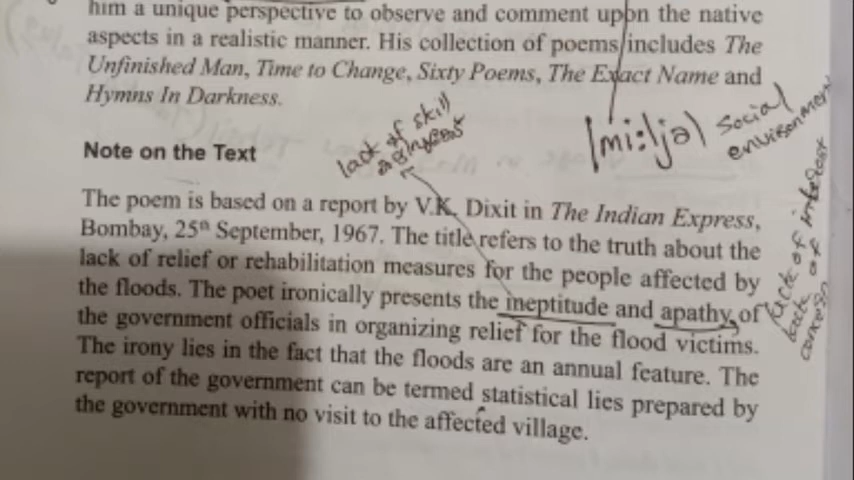 him a unique perspective to observe and comment upon the native
aspects in a realistic manner. His collection of poems includes The
Unfinished Man, Time to Change, Sixty Poems, The Exact Name and
Hymns In Darkness.
|mi:ljə|
social
environment
lack of skill
Note on the Text
The poem is based on a report by V.K. Dixit in The Indian Express,
Bombay, 25th September, 1967. The title refers to the truth about the
lack of relief or rehabilitation measures for the people affected by
the floods. The poet ironically presents the ineptitude and apathy of
the government officials in organizing relief for the flood victims.
The irony lies in the fact that the floods are an annual feature. The
report of the government can be termed statistical lies prepared by
the government with no visit to the affected village.
lack of interest
lack of
concern